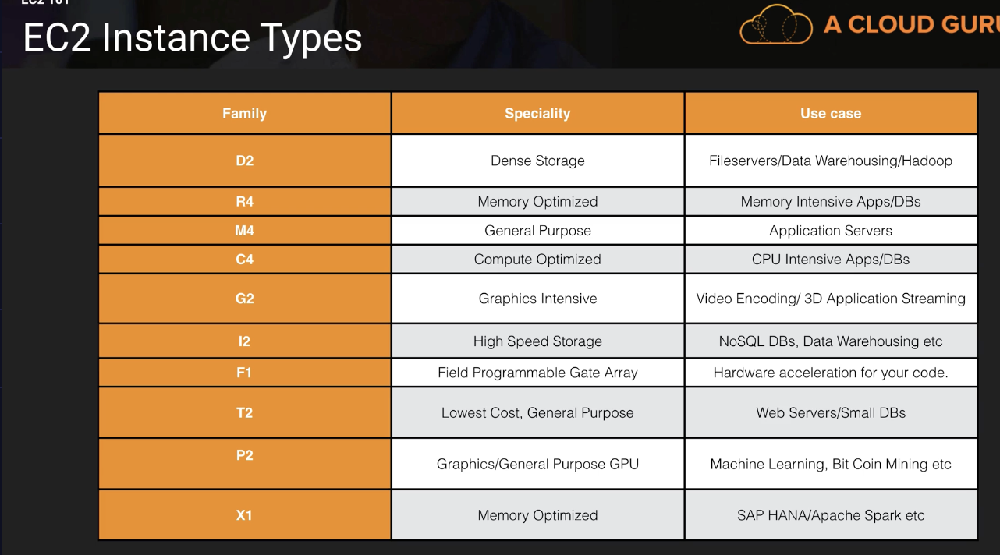 EC2 101
EC2 Instance Types
A CLOUD GURU
Family Speciality Use case
D2 Dense Storage Fileservers/Data Warehousing/Hadoop
R4 Memory Optimized Memory Intensive Apps/DBs
M4 General Purpose Application Servers
C4 Compute Optimized CPU Intensive Apps/DBs
G2 Graphics Intensive Video Encoding/ 3D Application Streaming
I2 High Speed Storage NoSQL DBs, Data Warehousing etc
F1 Field Programmable Gate Array Hardware acceleration for your code.
T2 Lowest Cost, General Purpose Web Servers/Small DBs
P2 Graphics/General Purpose GPU Machine Learning, Bit Coin Mining etc
X1 Memory Optimized SAP HANA/Apache Spark etc